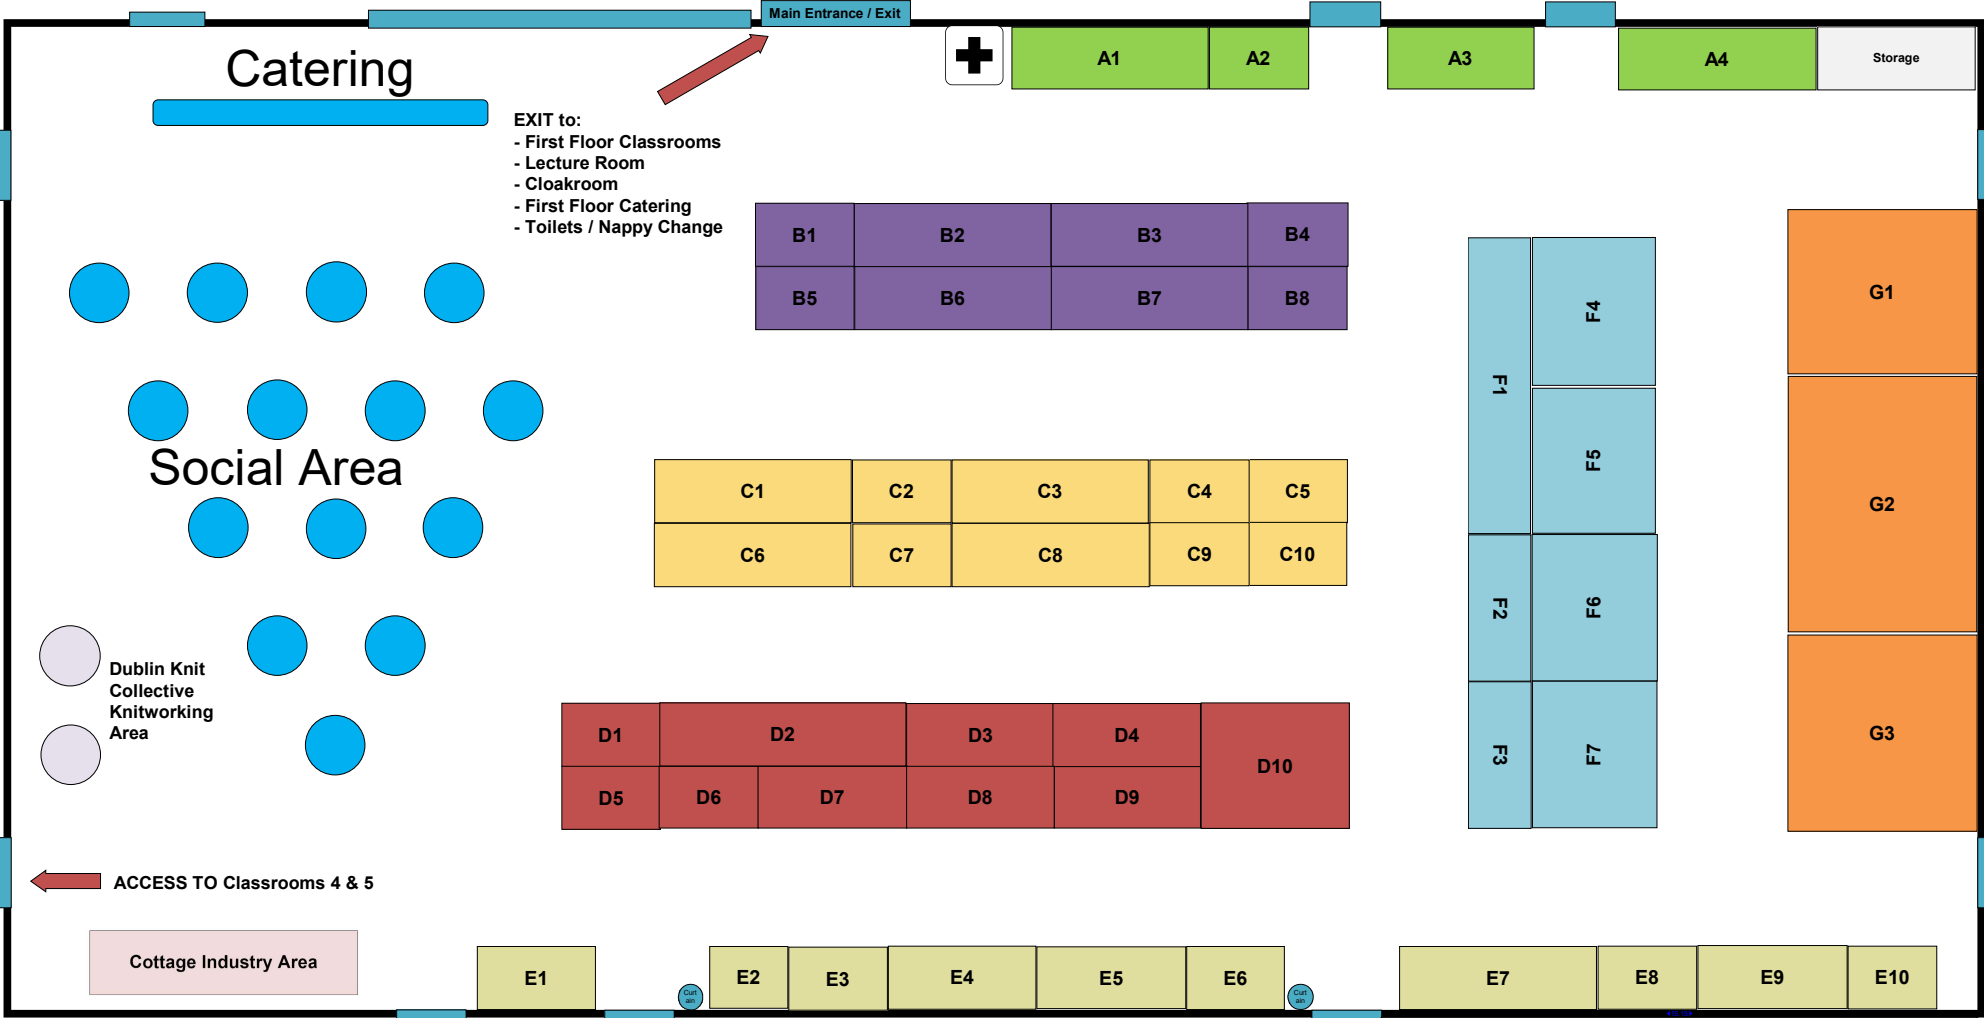 Main Entrance / Exit
Catering
A1
A2
A3
A4
Storage
EXIT to:
- First Floor Classrooms
- Lecture Room
- Cloakroom
- First Floor Catering
- Toilets / Nappy Change
B1
B2
B3
B4
B5
B6
B7
B8
F1
F4
F5
F2
F6
F3
F7
G1
G2
G3
Social Area
C1
C2
C3
C4
C5
C6
C7
C8
C9
C10
Dublin Knit
Collective
Knitworking
Area
D1
D2
D3
D4
D10
D5
D6
D7
D8
D9
ACCESS TO Classrooms 4 & 5
Cottage Industry Area
E1
Curt
ain
E2
E3
E4
E5
E6
Curt
ain
E7
E8
E9
E10